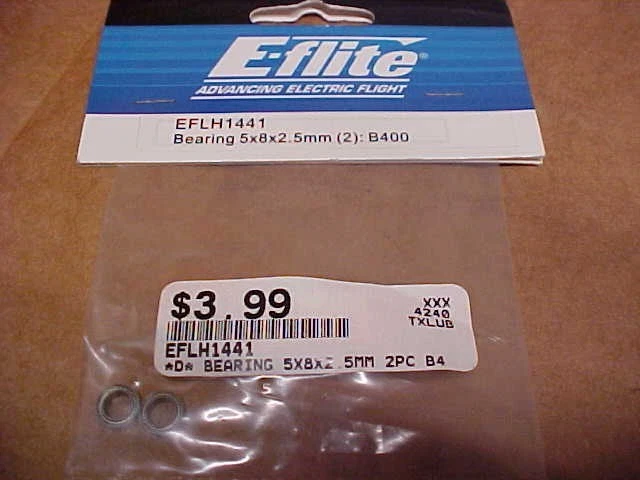 E-flite®
ADVANCING ELECTRIC FLIGHT
EFLH1441
Bearing 5x8x2.5mm (2): B400
$3.99
XXX
4240
TXLUB
EFLH1441
*D* BEARING 5X8X2.5MM 2PC B4